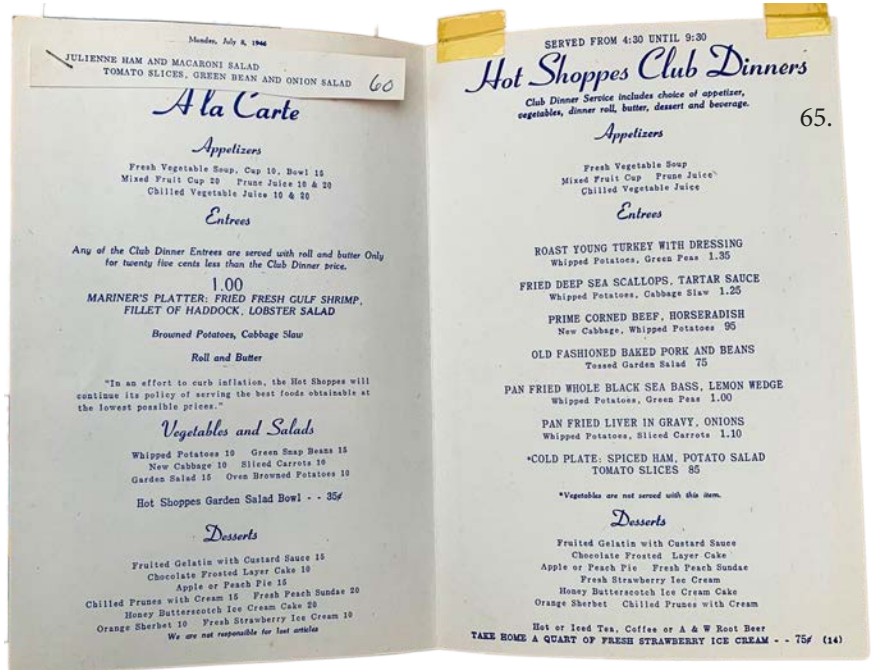 Monday, July 8, 1946
JULIENNE HAM AND MACARONI SALAD
TOMATO SLICES, GREEN BEAN AND ONION SALAD 60
A la Carte
Appetizers
Fresh Vegetable Soup, Cup 10, Bowl 15
Mixed Fruit Cup 20 Prune Juice 10 & 20
Chilled Vegetable Juice 10 & 20
Entrees
Any of the Club Dinner Entrees are served with roll and butter Only
for twenty five cents less than the Club Dinner price.
1.00
MARINER'S PLATTER: FRIED FRESH GULF SHRIMP,
FILLET OF HADDOCK, LOBSTER SALAD
Browned Potatoes, Cabbage Slaw
Roll and Butter
"In an effort to curb inflation, the Hot Shoppes will
continue its policy of serving the best foods obtainable at
the lowest possible prices."
Vegetables and Salads
Whipped Potatoes 10 Green Snap Beans 15
New Cabbage 10 Sliced Carrots 10
Garden Salad 15 Oven Browned Potatoes 10
Hot Shoppes Garden Salad Bowl - - 35¢
Desserts
Fruited Gelatin with Custard Sauce 15
Chocolate Frosted Layer Cake 10
Apple or Peach Pie 15
Chilled Prunes with Cream 15 Fresh Peach Sundae 20
Honey Butterscotch Ice Cream Cake 20
Orange Sherbet 10 Fresh Strawberry Ice Cream 10
We are not responsible for lost articles
SERVED FROM 4:30 UNTIL 9:30
Hot Shoppes Club Dinners
Club Dinner Service includes choice of appetizer,
vegetables, dinner roll, butter, dessert and beverage.
65.
Appetizers
Fresh Vegetable Soup
Mixed Fruit Cup Prune Juice
Chilled Vegetable Juice
Entrees
ROAST YOUNG TURKEY WITH DRESSING
Whipped Potatoes, Green Peas 1.35
FRIED DEEP SEA SCALLOPS, TARTAR SAUCE
Whipped Potatoes, Cabbage Slaw 1.25
PRIME CORNED BEEF, HORSERADISH
New Cabbage, Whipped Potatoes 95
OLD FASHIONED BAKED PORK AND BEANS
Tossed Garden Salad 75
PAN FRIED WHOLE BLACK SEA BASS, LEMON WEDGE
Whipped Potatoes, Green Peas 1.00
PAN FRIED LIVER IN GRAVY, ONIONS
Whipped Potatoes, Sliced Carrots 1.10
*COLD PLATE: SPICED HAM, POTATO SALAD
TOMATO SLICES 85
*Vegetables are not served with this item.
Desserts
Fruited Gelatin with Custard Sauce
Chocolate Frosted Layer Cake
Apple or Peach Pie Fresh Peach Sundae
Fresh Strawberry Ice Cream
Honey Butterscotch Ice Cream Cake
Orange Sherbet Chilled Prunes with Cream
Hot or Iced Tea, Coffee or A & W Root Beer
TAKE HOME A QUART OF FRESH STRAWBERRY ICE CREAM - - 75¢ (14)